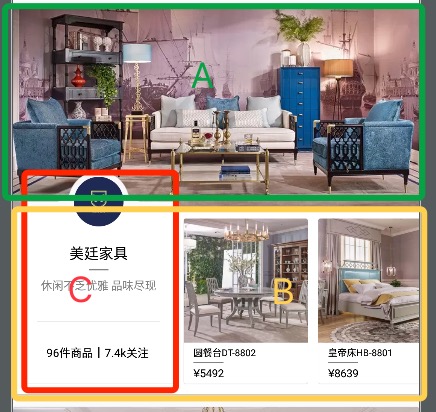 A
美廷家具
休闲不乏优雅 品味尽现
C
96件商品 | 7.4k关注
B
圆餐台DT-8802
¥5492
皇帝床HB-8801
¥8639